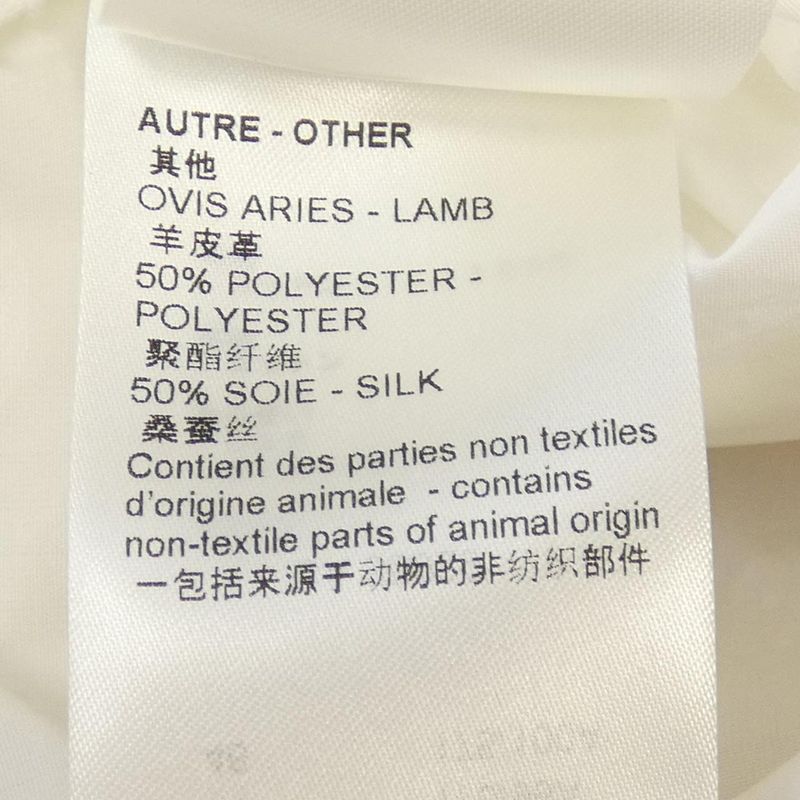 AUTRE - OTHER
其他
OVIS ARIES - LAMB
羊皮革
50% POLYESTER -
POLYESTER
聚酯纤维
50% SOIE - SILK
桑蚕丝
Contient des parties non textiles
d'origine animale - contains
non-textile parts of animal origin
一包括来源于动物的非纺织部件